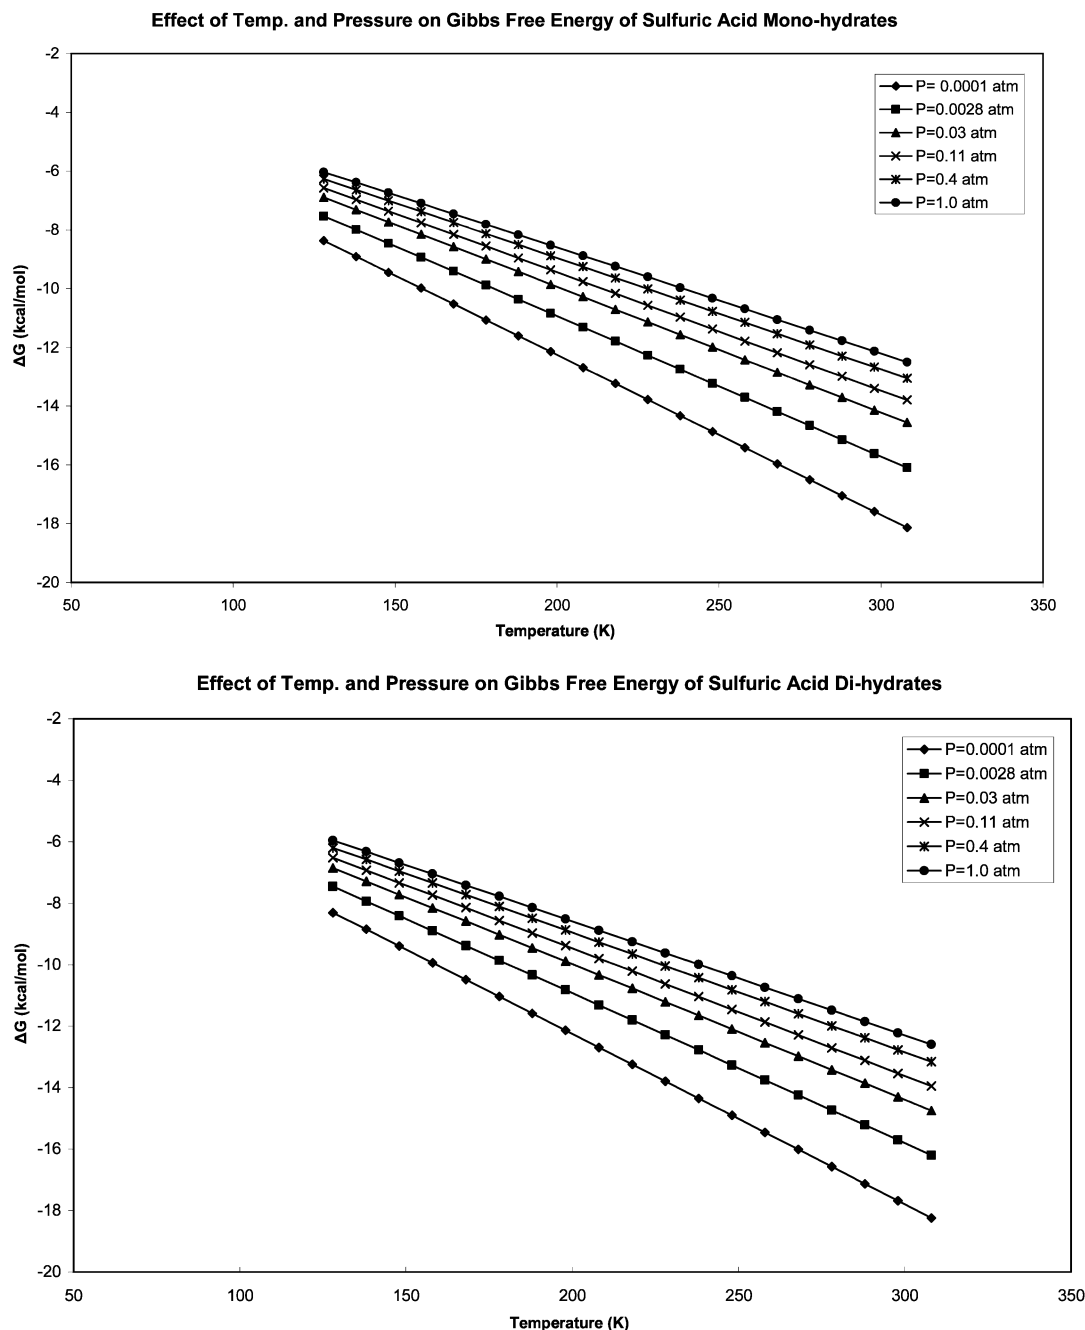 Effect of Temp. and Pressure on Gibbs Free Energy of Sulfuric Acid Mono-hydrates
-2
-4
-6
-8
-10
-12
-14
-16
-18
-20
ΔG (kcal/mol)
P= 0.0001 atm
P=0.0028 atm
P=0.03 atm
P=0.11 atm
P=0.4 atm
P=1.0 atm
50 100 150 200 250 300 350
Temperature (K)
Effect of Temp. and Pressure on Gibbs Free Energy of Sulfuric Acid Di-hydrates
-2
-4
-6
-8
-10
-12
-14
-16
-18
-20
ΔG (kcal/mol)
P=0.0001 atm
P=0.0028 atm
P=0.03 atm
P=0.11 atm
P=0.4 atm
P=1.0 atm
50 100 150 200 250 300 350
Temperature (K)